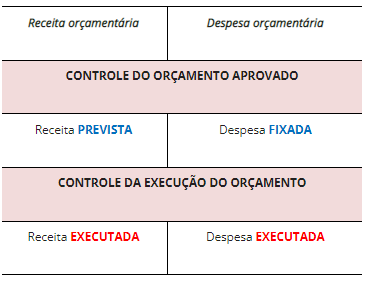 Receita orçamentária Despesa orçamentária
CONTROLE DO ORÇAMENTO APROVADO
Receita PREVISTA Despesa FIXADA
CONTROLE DA EXECUÇÃO DO ORÇAMENTO
Receita EXECUTADA Despesa EXECUTADA